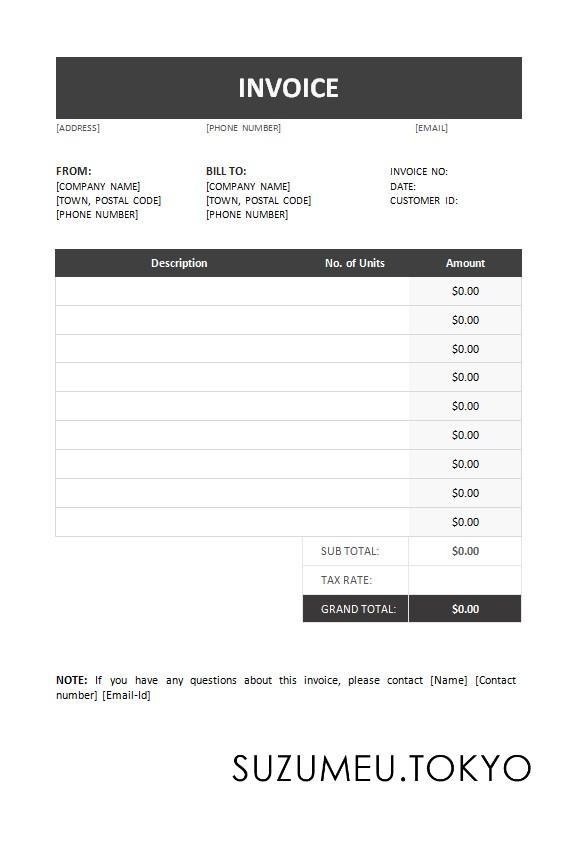 INVOICE
[ADDRESS] [PHONE NUMBER] [EMAIL]
FROM: BILL TO: INVOICE NO:
[COMPANY NAME] [COMPANY NAME] DATE:
[TOWN, POSTAL CODE] [TOWN, POSTAL CODE] CUSTOMER ID:
[PHONE NUMBER] [PHONE NUMBER]
Description No. of Units Amount
$0.00
$0.00
$0.00
$0.00
$0.00
$0.00
$0.00
$0.00
$0.00
SUB TOTAL: $0.00
TAX RATE:
GRAND TOTAL: $0.00
NOTE: If you have any questions about this invoice, please contact [Name] [Contact
number] [Email-Id]
SUZUMEU.TOKYO